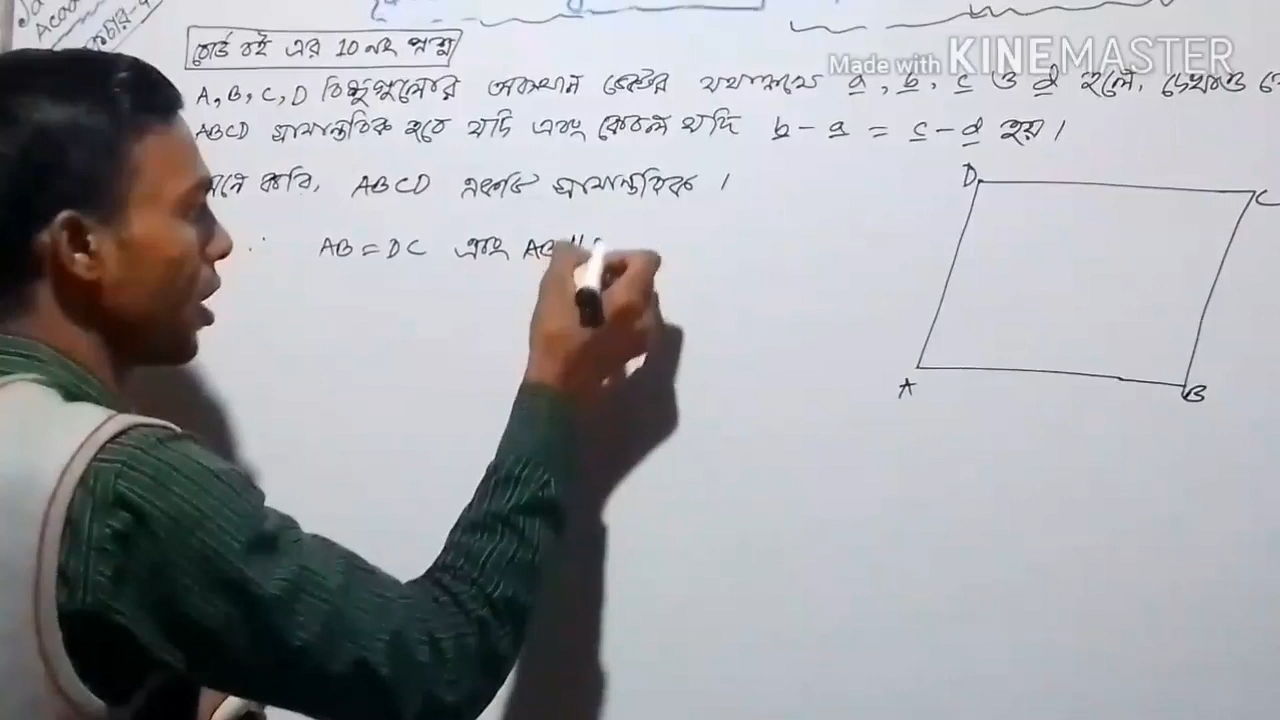 Made with KINEMASTER
বোর্ড বই এর 10 নং প্রশ্ন
A, B, C, D বিন্দুগুলোর অবস্থান ভেক্টর যথাক্রমে a, b, c ও d হলে, দেখাও
ABCD সামান্তরিক হবে যদি এবং কেবল যদি b - a = c - d হয়।
করি, ABCD একটি সামান্তরিক।
∴ AB = DC এবং AB ||
D
C
A
B